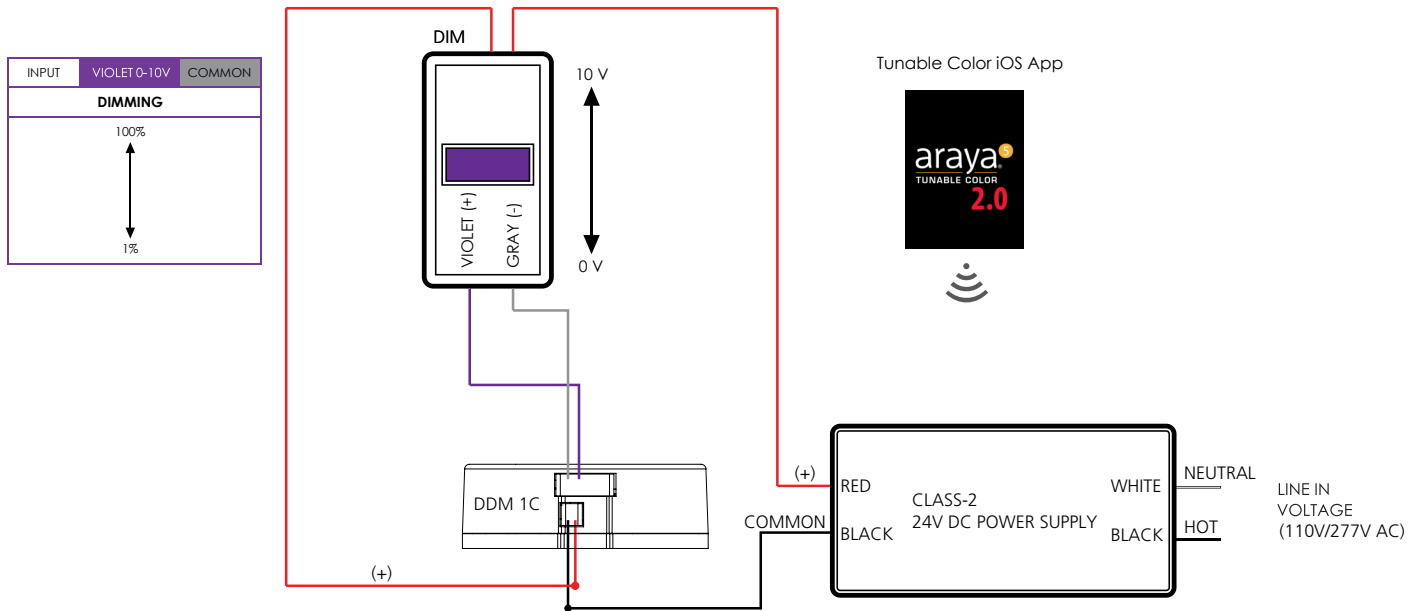 INPUT
VIOLET 0-10V
COMMON
DIMMING
100%
1%
DIM
10 V
0 V
VIOLET (+)
GRAY (-)
Tunable Color iOS App
araya.5
TUNABLE COLOR
2.0
DDM 1C
(+)
(+)
COMMON
RED
BLACK
CLASS-2
24V DC POWER SUPPLY
WHITE
BLACK
NEUTRAL
HOT
LINE IN
VOLTAGE
(110V/277V AC)